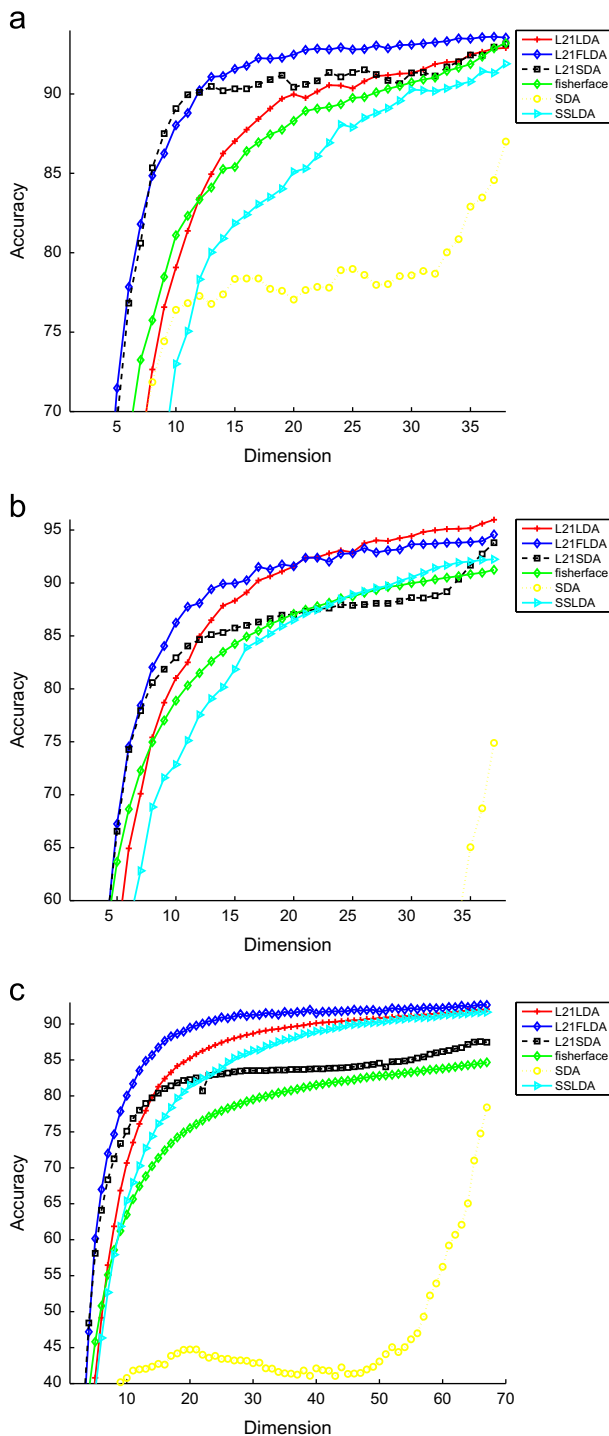 a
Accuracy
90
85
80
75
70
5 10 15 20 25 30 35
Dimension
L21LDA
L21FLDA
L21SDA
fisherface
SDA
SSLDA
b
Accuracy
95
90
85
80
75
70
65
60
5 10 15 20 25 30 35
Dimension
L21LDA
L21FLDA
L21SDA
fisherface
SDA
SSLDA
c
Accuracy
90
85
80
75
70
65
60
55
50
45
40
10 20 30 40 50 60 70
Dimension
L21LDA
L21FLDA
L21SDA
fisherface
SDA
SSLDA